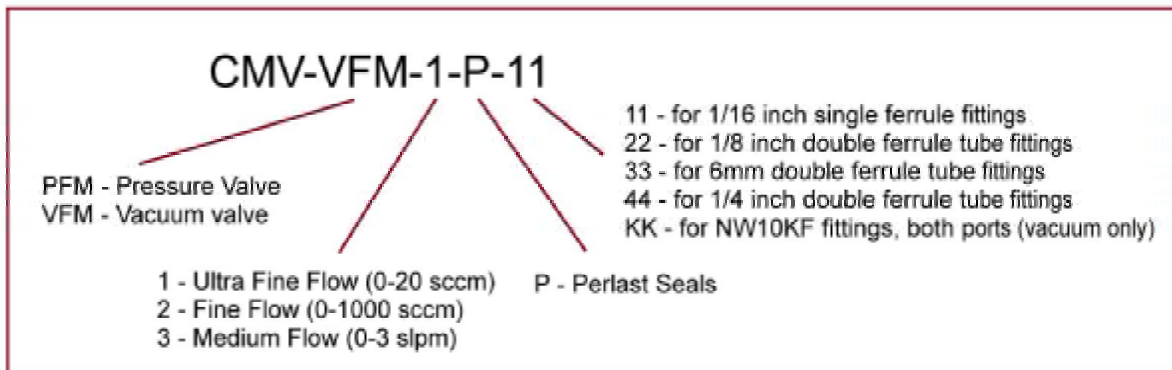 CMV-VFM-1-P-11
PFM - Pressure Valve
VFM - Vacuum valve
1 - Ultra Fine Flow (0-20 sccm)
2 - Fine Flow (0-1000 sccm)
3 - Medium Flow (0-3 slpm)
P - Perlast Seals
11 - for 1/16 inch single ferrule fittings
22 - for 1/8 inch double ferrule tube fittings
33 - for 6mm double ferrule tube fittings
44 - for 1/4 inch double ferrule tube fittings
KK - for NW10KF fittings, both ports (vacuum only)